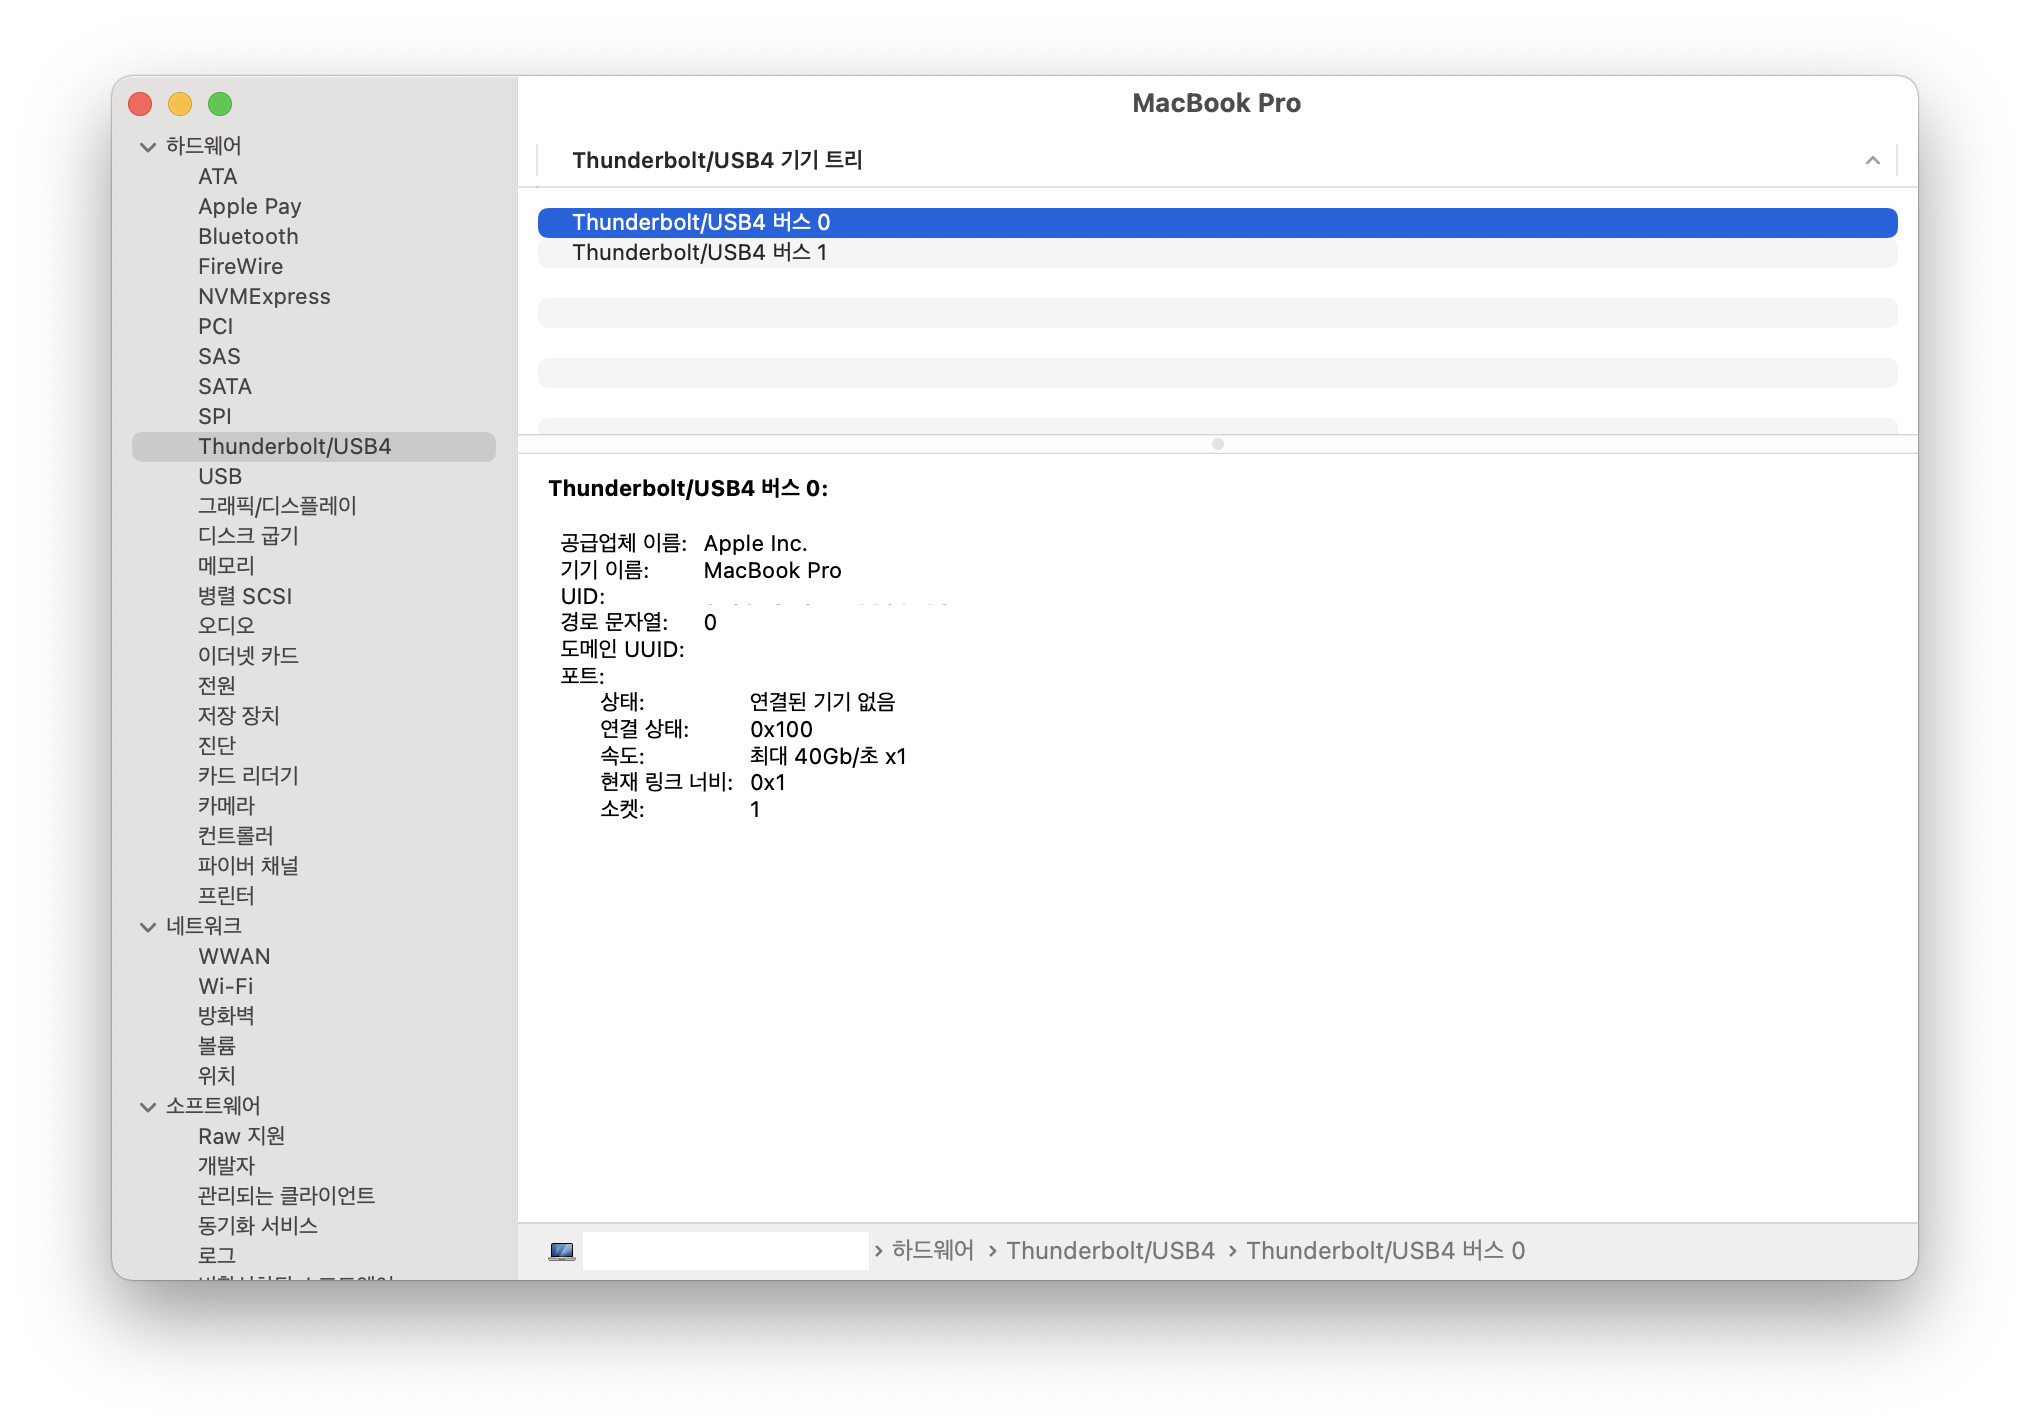 MacBook Pro
하드웨어
ATA
Apple Pay
Bluetooth
FireWire
NVMExpress
PCI
SAS
SATA
SPI
Thunderbolt/USB4
USB
그래픽/디스플레이
디스크 굽기
메모리
병렬 SCSI
오디오
이더넷 카드
전원
저장 장치
진단
카드 리더기
카메라
컨트롤러
파이버 채널
프린터
네트워크
WWAN
Wi-Fi
방화벽
볼륨
위치
소프트웨어
Raw 지원
개발자
관리되는 클라이언트
동기화 서비스
로그
Thunderbolt/USB4 기기 트리
Thunderbolt/USB4 버스 0
Thunderbolt/USB4 버스 1
Thunderbolt/USB4 버스 0:
공급업체 이름: Apple Inc.
기기 이름: MacBook Pro
UID:
경로 문자열: 0
도메인 UUID:
포트:
상태: 연결된 기기 없음
연결 상태: 0x100
속도: 최대 40Gb/초 x1
현재 링크 너비: 0x1
소켓: 1
› 하드웨어 › Thunderbolt/USB4 › Thunderbolt/USB4 버스 0